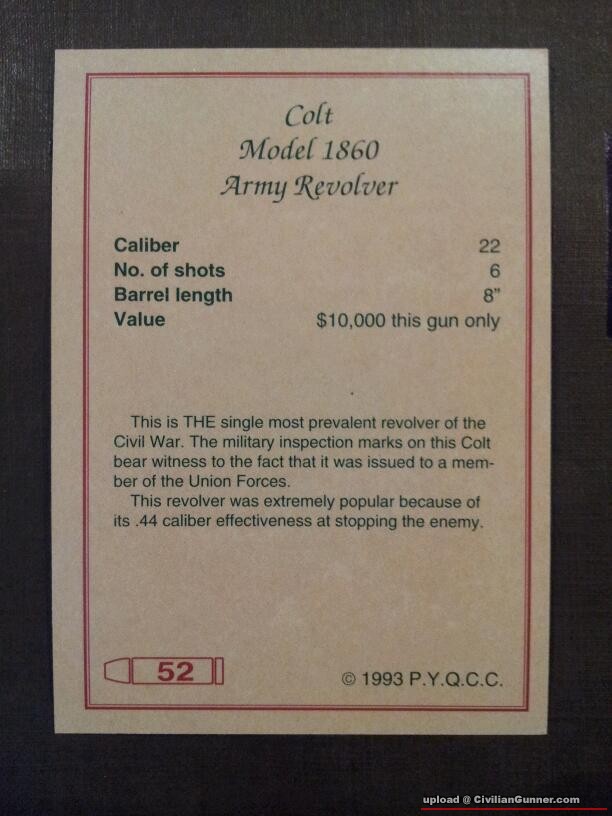 Colt
Model 1860
Army Revolver
Caliber 22
No. of shots 6
Barrel length 8”
Value $10,000 this gun only
This is THE single most prevalent revolver of the
Civil War. The military inspection marks on this Colt
bear witness to the fact that it was issued to a mem-
ber of the Union Forces.
This revolver was extremely popular because of
its .44 caliber effectiveness at stopping the enemy.
52
© 1993 P.Y.Q.C.C.
upload @ CivilianGunner.com